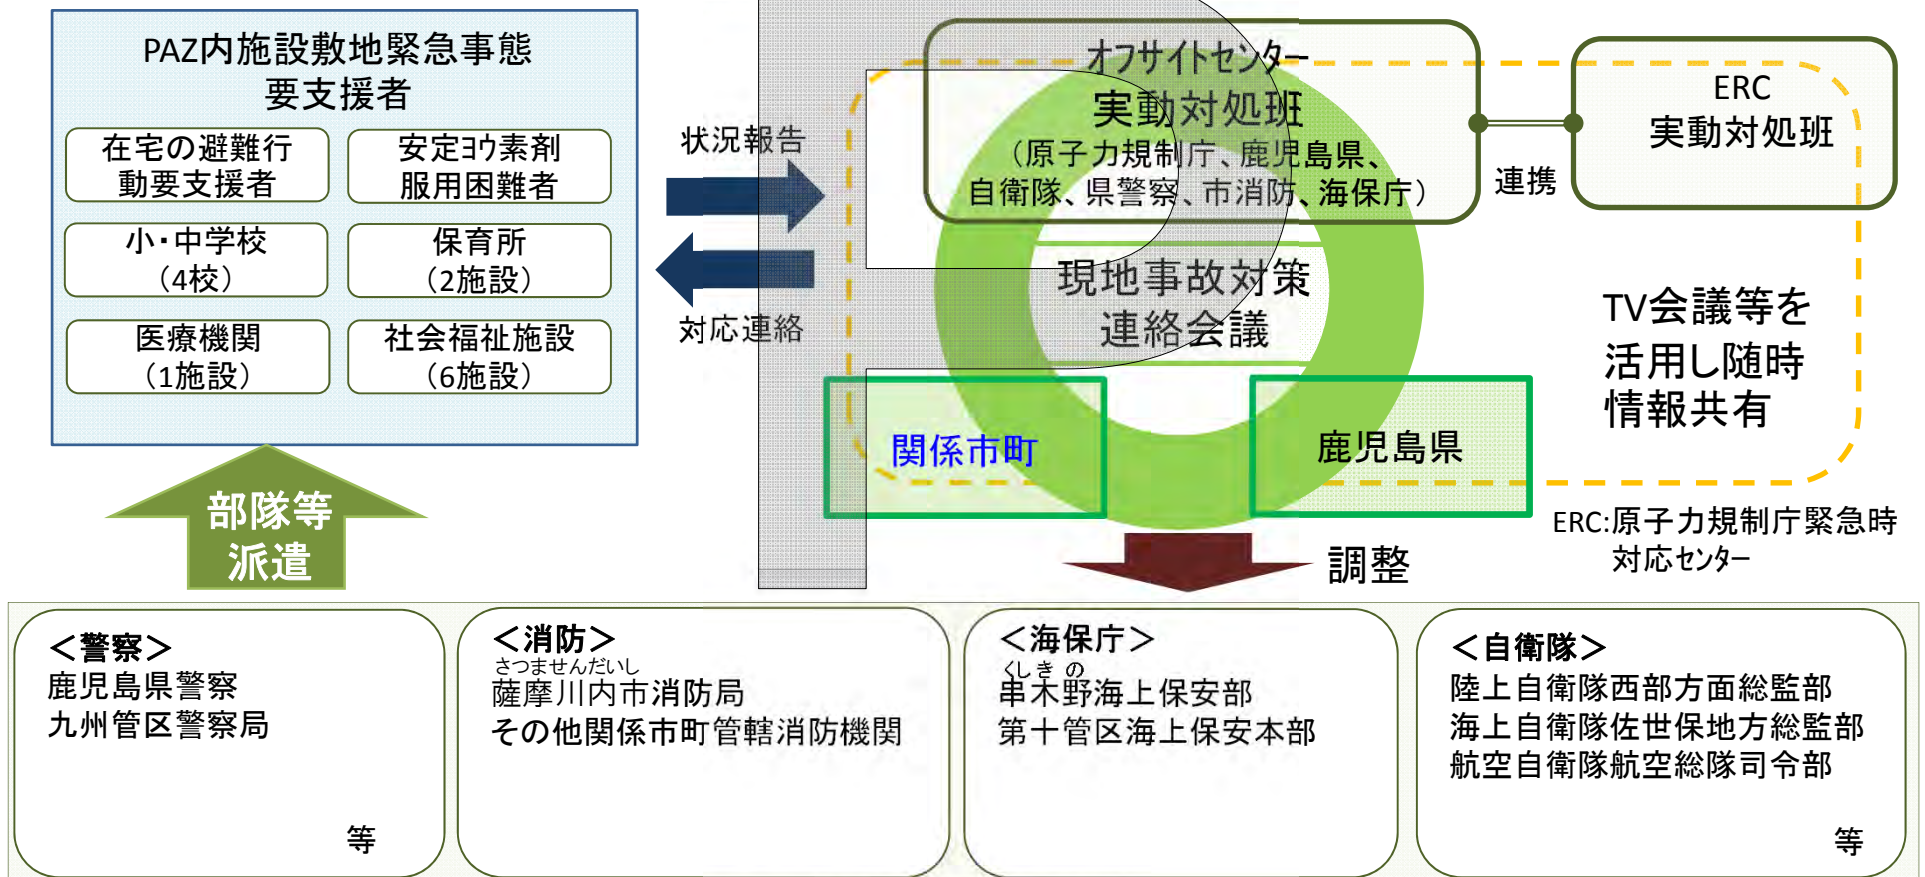 PAZ内施設敷地緊急事態
要支援者
在宅の避難行
動要支援者
安定ヨウ素剤
服用困難者
小・中学校
（4校）
保育所
（2施設）
医療機関
（1施設）
社会福祉施設
（6施設）
状況報告
対応連絡
オフサイトセンター
実動対処班
（原子力規制庁、鹿児島県、
自衛隊、県警察、市消防、海保庁）
連携
ERC
実動対処班
現地事故対策
連絡会議
TV会議等を
活用し随時
情報共有
関係市町
鹿児島県
ERC:原子力規制庁緊急時
対応センター
部隊等
派遣
調整
＜警察＞
鹿児島県警察
九州管区警察局
等
＜消防＞
さつませんだいし
薩摩川内市消防局
その他関係市町管轄消防機関
＜海保庁＞
くしき の
串木野海上保安部
第十管区海上保安本部
＜自衛隊＞
陸上自衛隊西部方面総監部
海上自衛隊佐世保地方総監部
航空自衛隊航空総隊司令部
等